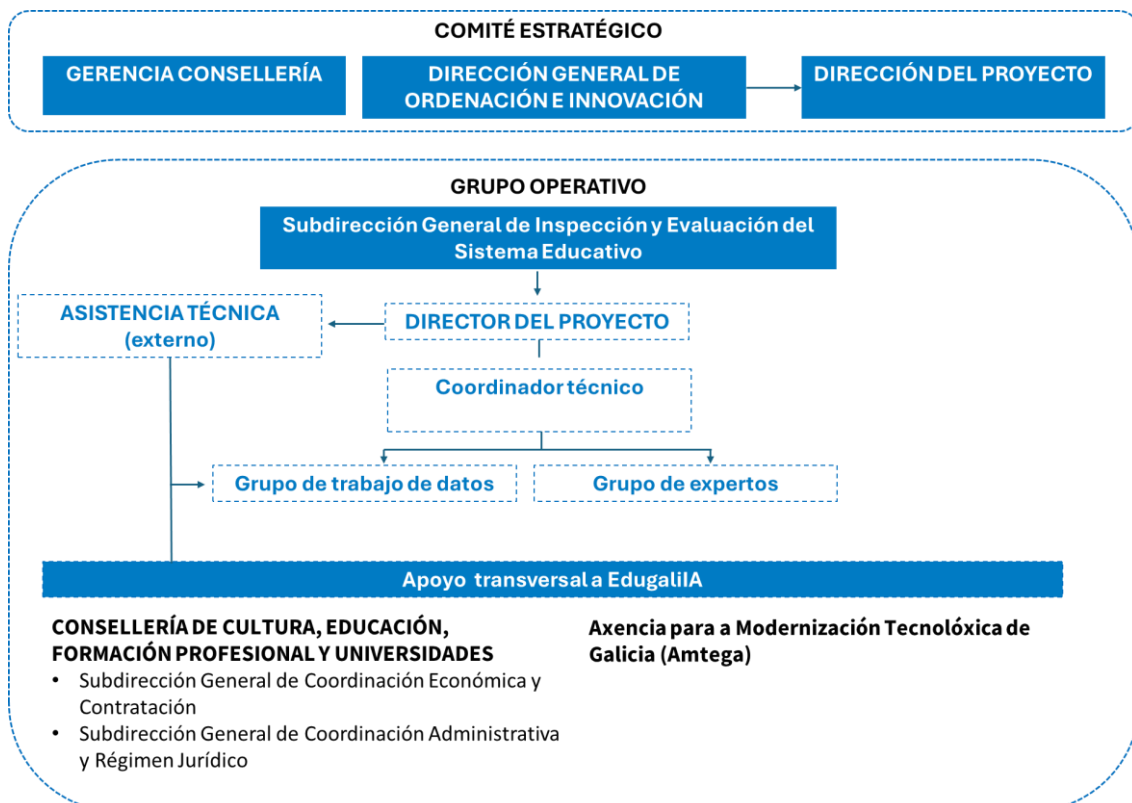 COMITÉ ESTRATÉGICO
GERENCIA CONSELLERÍA
DIRECCIÓN GENERAL DE
ORDENACIÓN E INNOVACIÓN
DIRECCIÓN DEL PROYECTO
GRUPO OPERATIVO
Subdirección General de Inspección y Evaluación del
Sistema Educativo
ASISTENCIA TÉCNICA
(externo)
DIRECTOR DEL PROYECTO
Coordinador técnico
Grupo de trabajo de datos
Grupo de expertos
Apoyo transversal a EdugalilA
CONSELLERÍA DE CULTURA, EDUCACIÓN,
FORMACIÓN PROFESIONAL Y UNIVERSIDADES
• Subdirección General de Coordinación Económica y
Contratación
• Subdirección General de Coordinación Administrativa
y Régimen Jurídico
Axencia para a Modernización Tecnolóxica de
Galicia (Amtega)